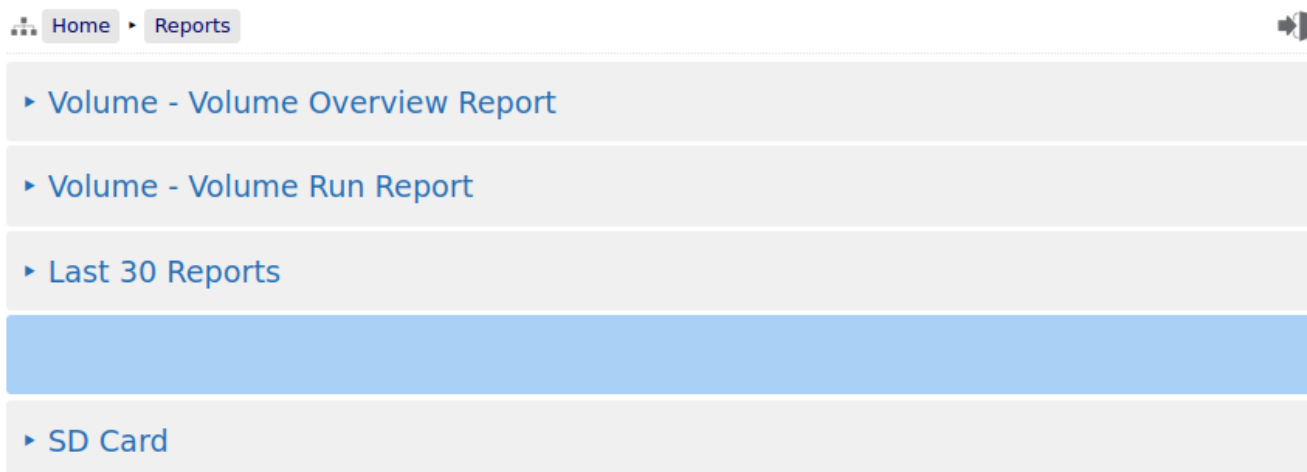 Home ‣ Reports
‣ Volume - Volume Overview Report
‣ Volume - Volume Run Report
‣ Last 30 Reports
‣ SD Card